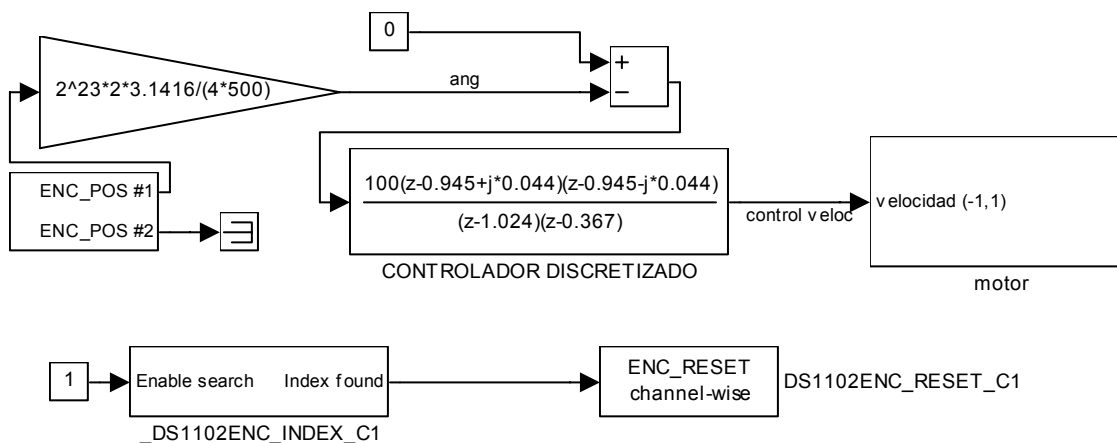 0
+
−
2^23*2*3.1416/(4*500)
ang
100(z-0.945+j*0.044)(z-0.945-j*0.044)
(z-1.024)(z-0.367)
ENC_POS #1
ENC_POS #2
control veloc
velocidad (-1,1)
CONTROLADOR DISCRETIZADO
motor
1
Enable search
Index found
ENC_RESET
channel-wise
DS1102ENC_RESET_C1
_DS1102ENC_INDEX_C1